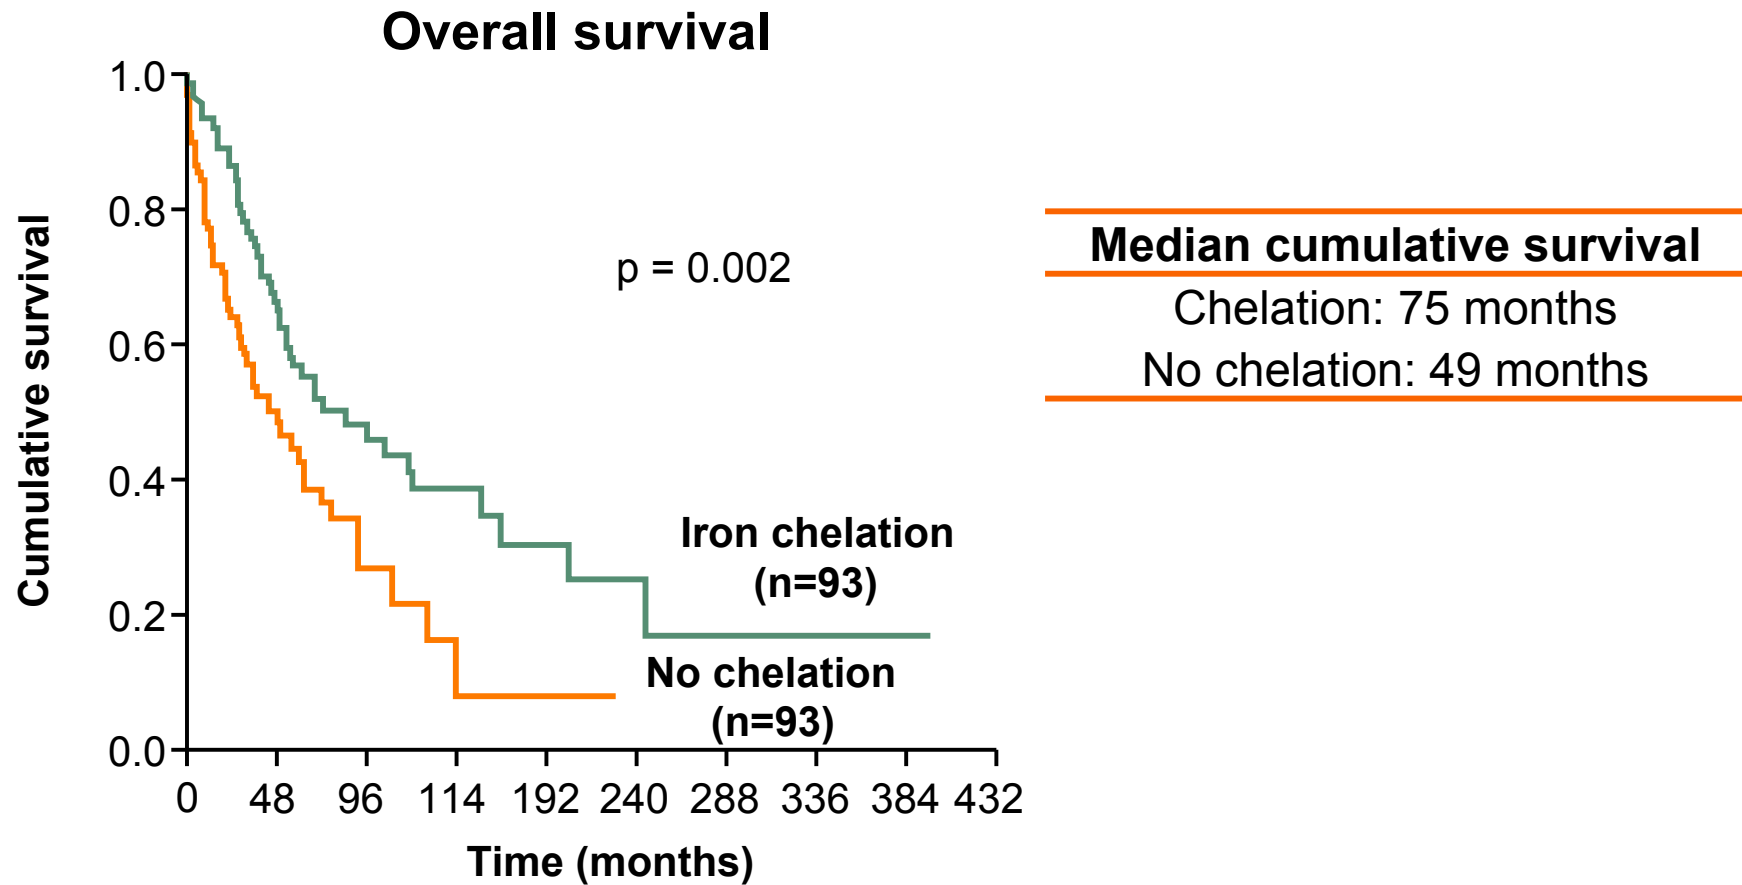 Overall survival
1.0
0.8
0.6
0.4
0.2
0.0
Cumulative survival
p = 0.002
Iron chelation
(n=93)
No chelation
(n=93)
0 48 96 114 192 240 288 336 384 432
Time (months)
Median cumulative survival
Chelation: 75 months
No chelation: 49 months